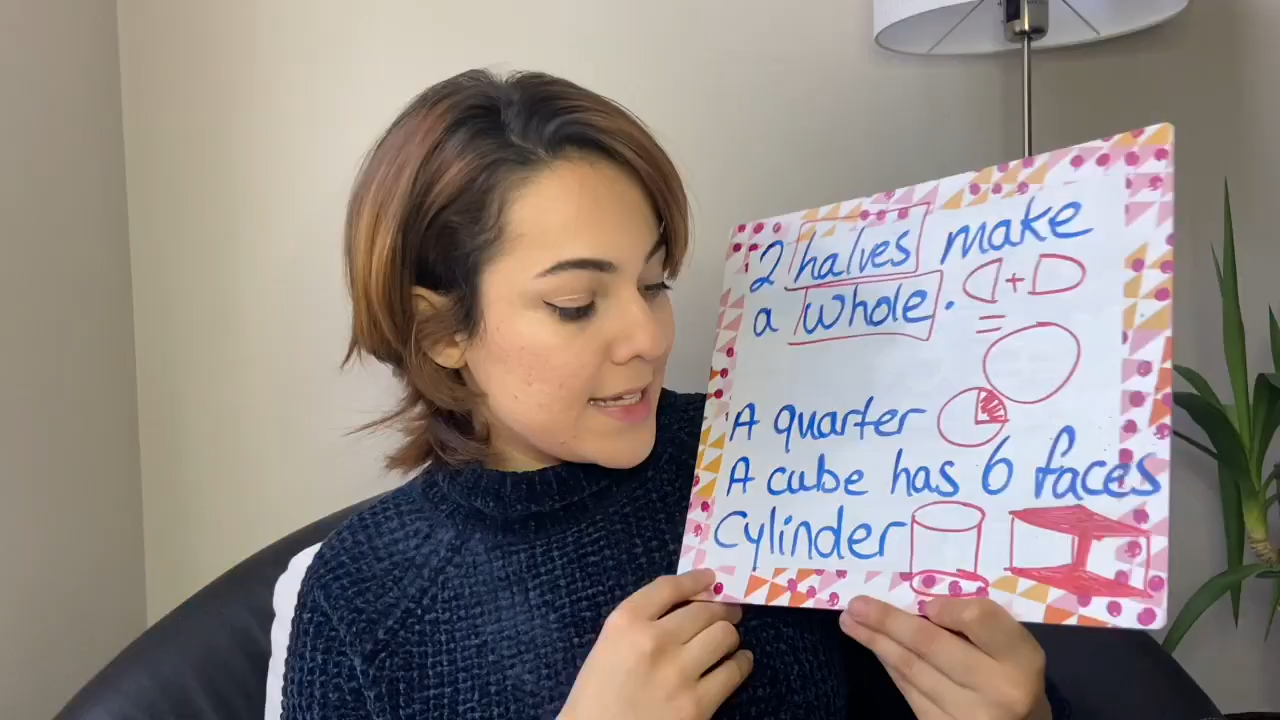 2 halves make
a whole.
+
=
A quarter
A cube has 6 faces
Cylinder